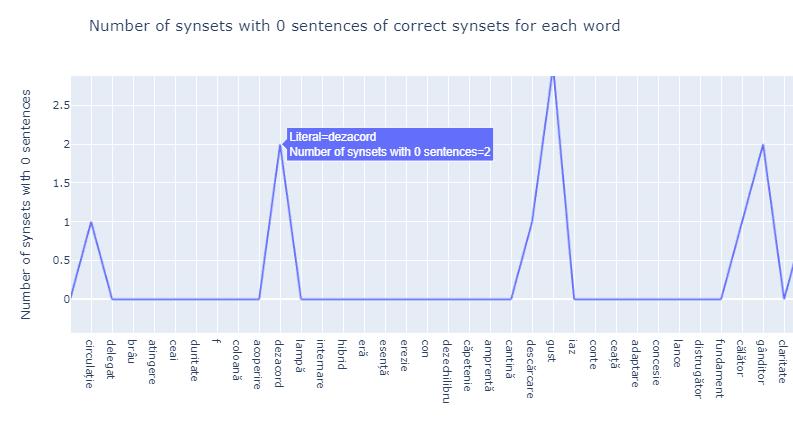 Number of synsets with 0 sentences of correct synsets for each word
Number of synsets with 0 sentences
2.5
2
1.5
1
0.5
0
Literal=dezacord
Number of synsets with 0 sentences=2
circulație
delegat
brâu
atingere
ceai
duritate
f
coloană
acoperire
dezacord
lampă
internare
hibrid
eră
esență
erezie
con
dezechilibru
căpetenie
amprentă
cantină
descărcare
gust
iaz
conte
ceață
adaptare
concesie
lance
distrugător
fundament
călător
gânditor
claritate